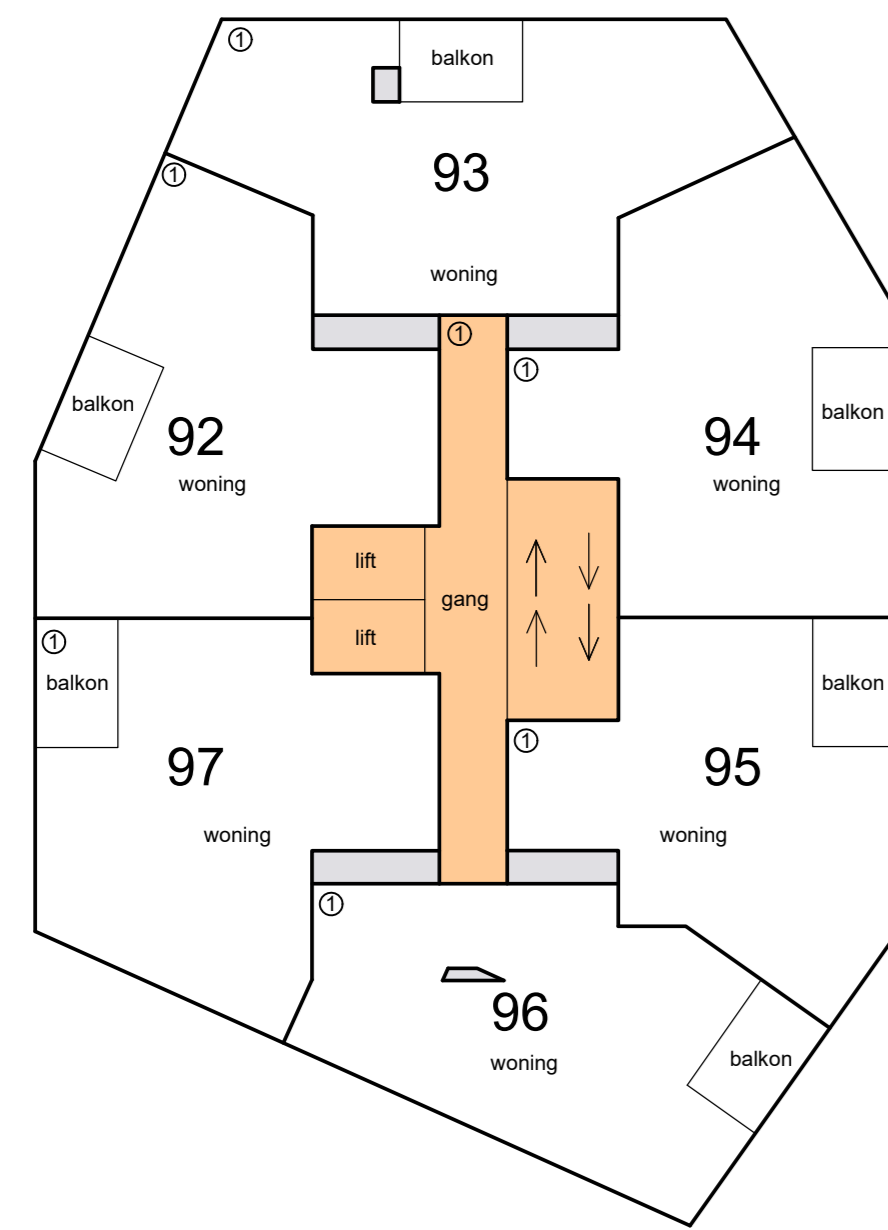 ①
balkon
93
woning
①
①
①
balkon
92
woning
balkon
94
woning
lift
gang
lift
①
balkon
balkon
①
97
95
woning
woning
①
96
woning
balkon